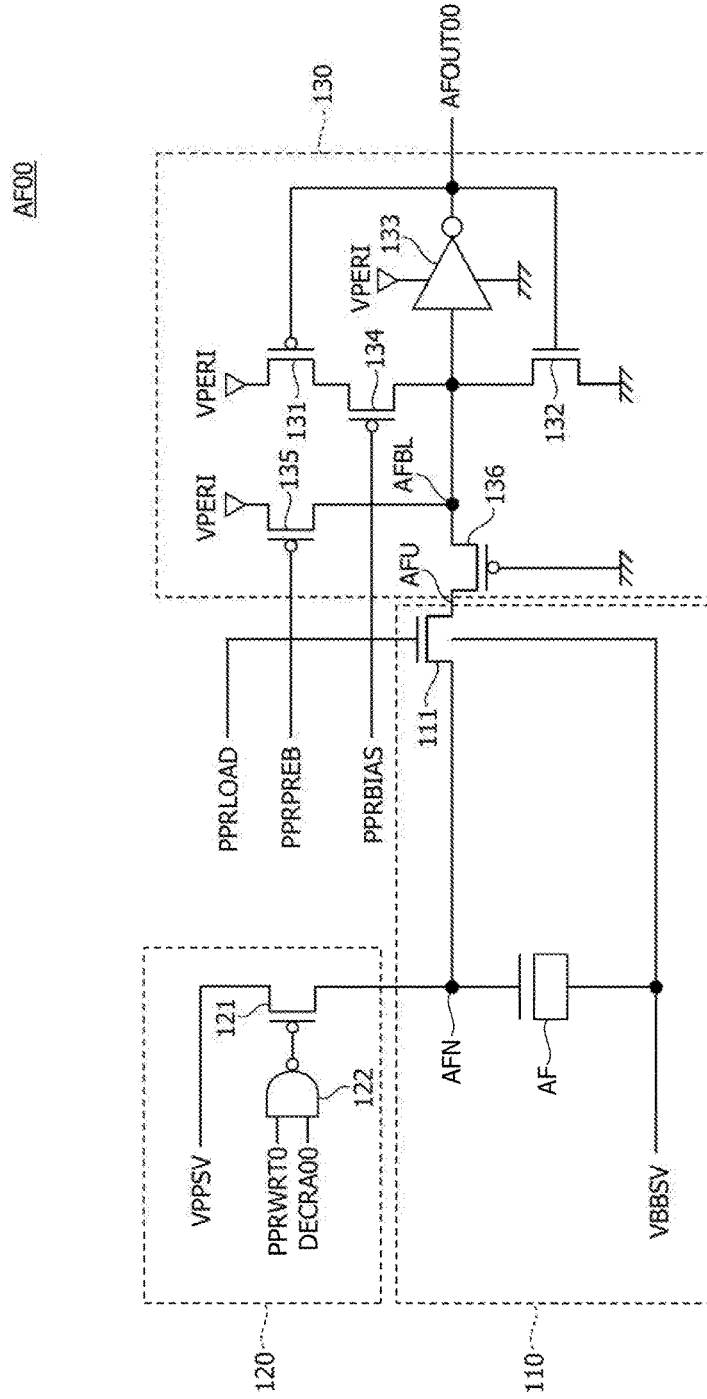 AF00
130
AFOUT00
VPERI
VPERI
VPERI
131
133
134
135
132
AFBL
136
AFU
PPRLOAD
PPRPREB
PPRBIAS
111
VPPSV
121
122
PPRWRT0
DECRA00
120
AFN
AF
VBBSV
110